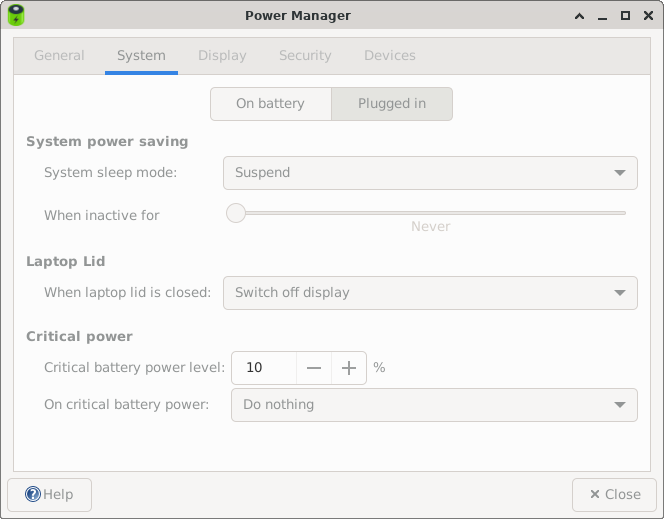 Power Manager
General System Display Security Devices
On battery Plugged in
System power saving
System sleep mode: Suspend
When inactive for
Never
Laptop Lid
When laptop lid is closed: Switch off display
Critical power
Critical battery power level: 10 %
On critical battery power: Do nothing
Help Close